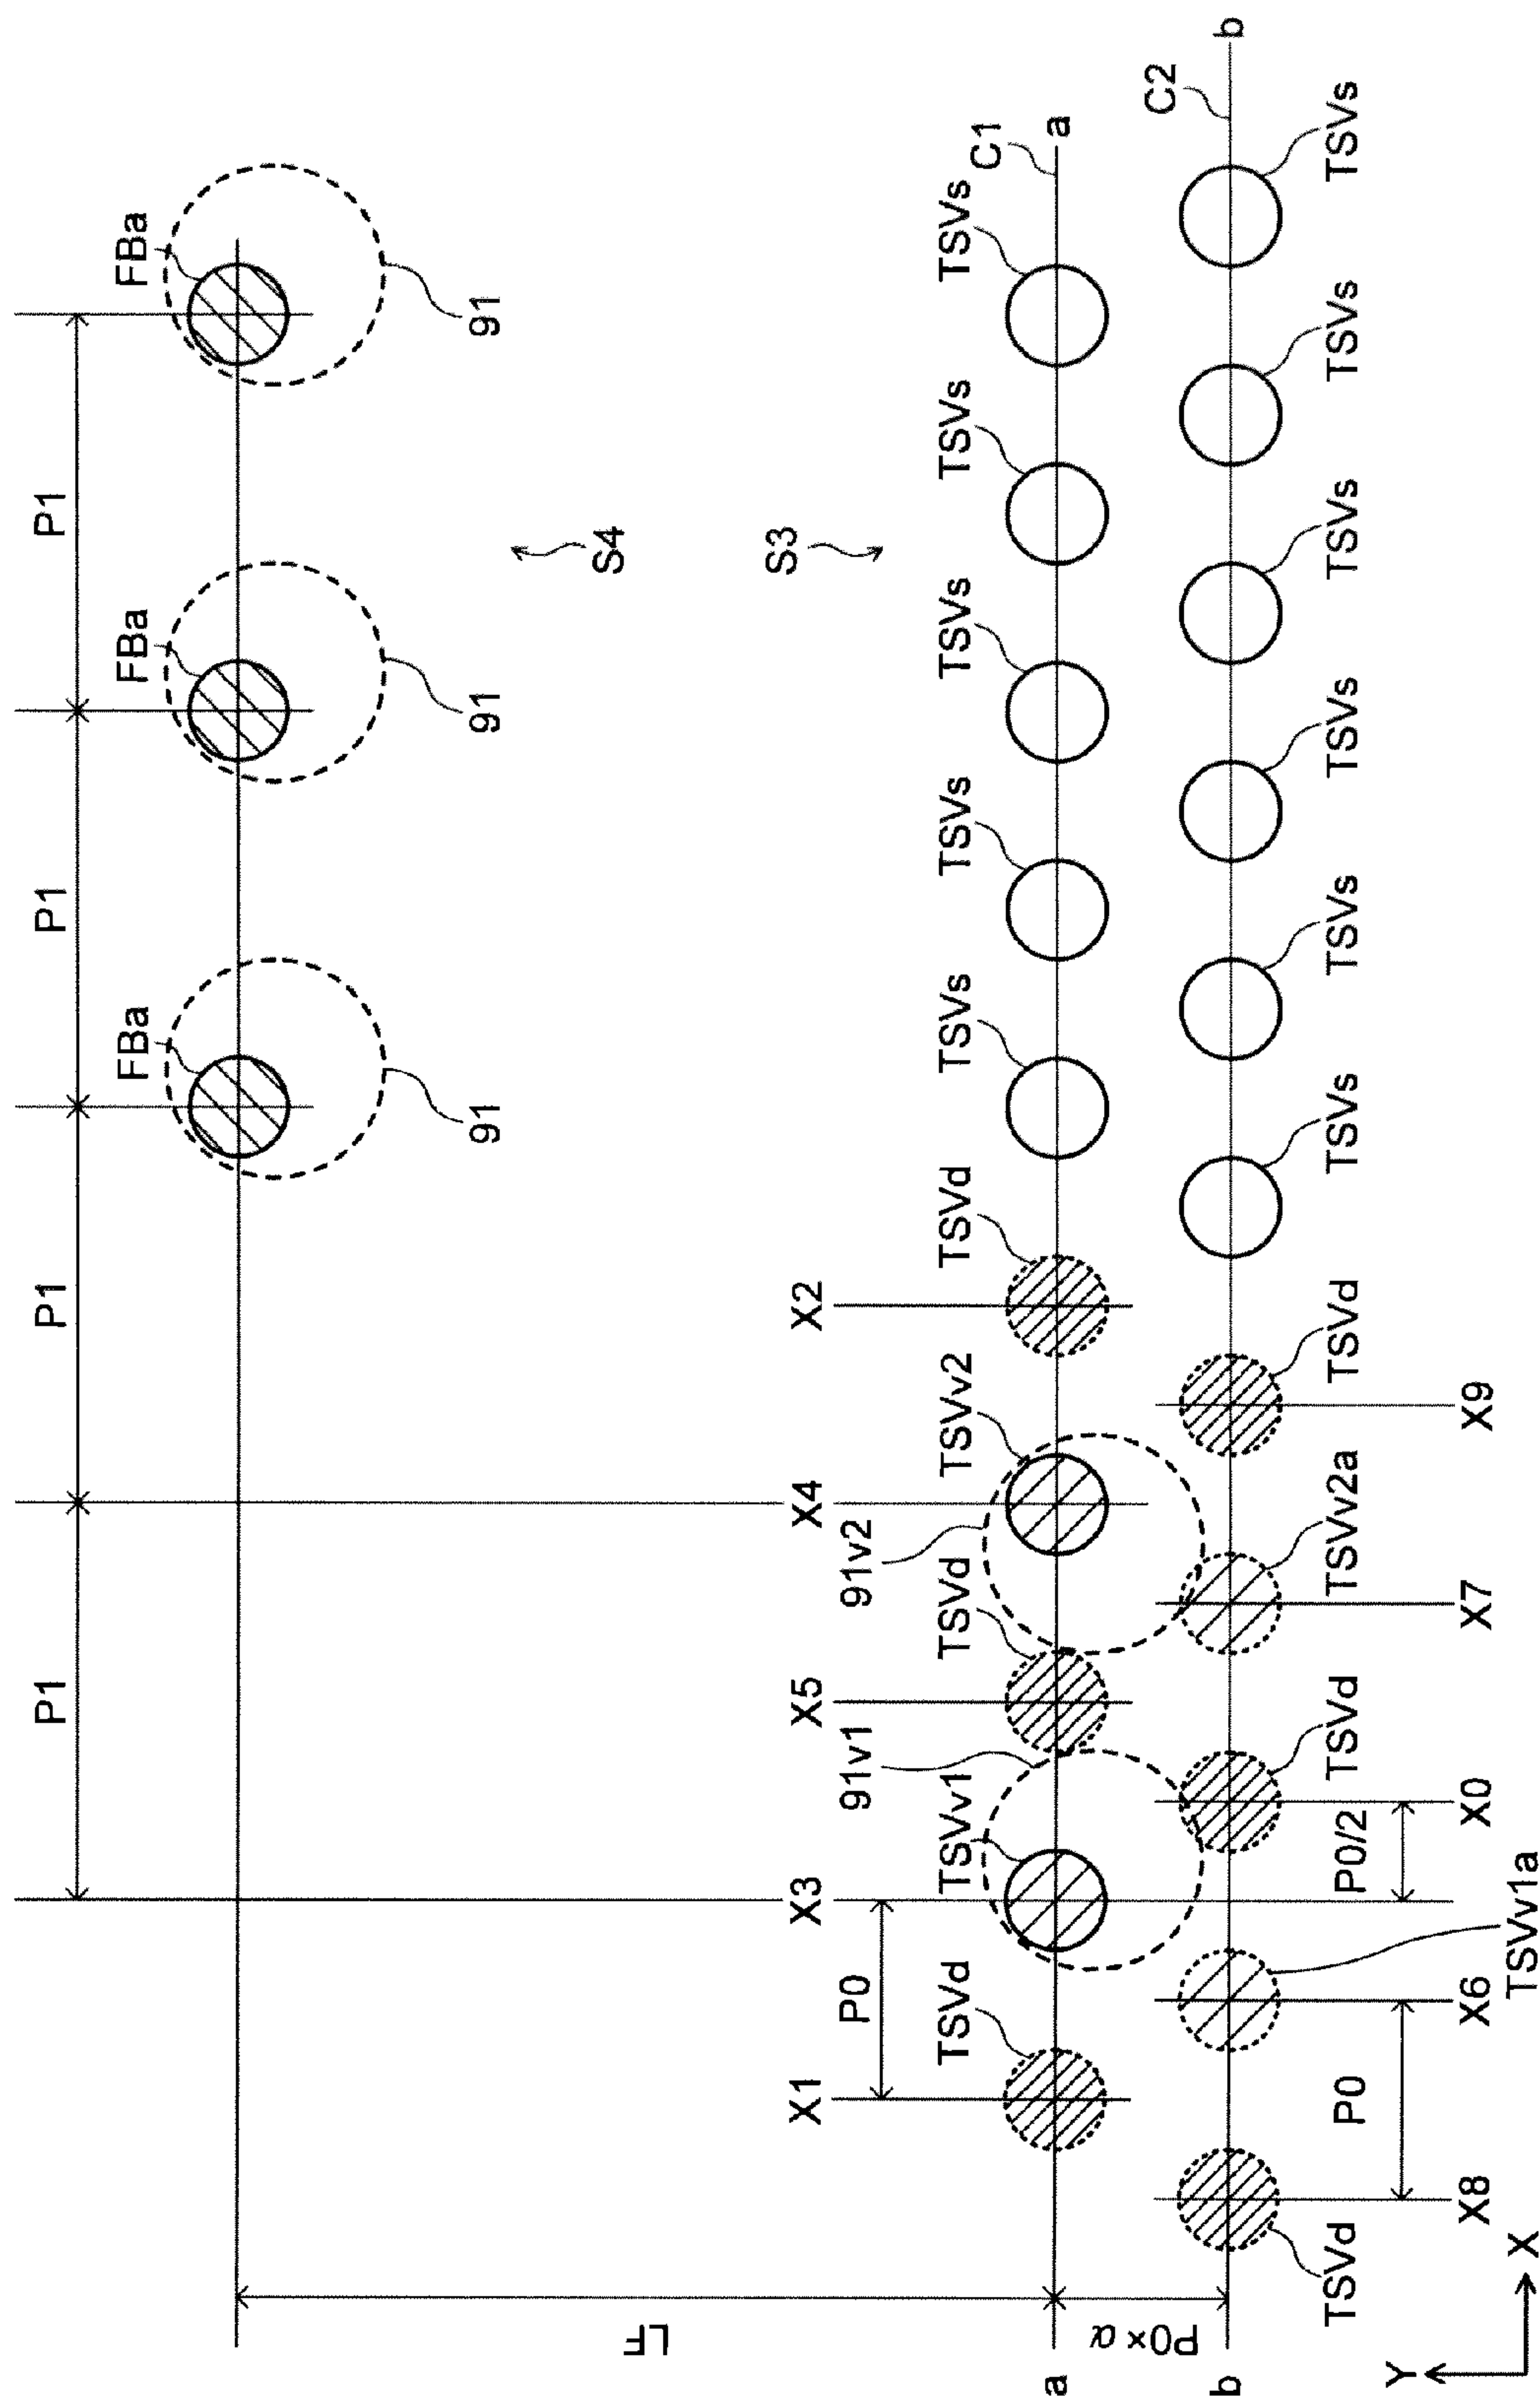 P1
P1
P1
P1
FBa
FBa
FBa
91
91
91
S4
S3
LF
X1
X3
X5
X4
X2
P0
91v1
91v2
TSVd
TSVv1
TSVd
TSVv2
TSVd
TSVs
TSVs
TSVs
TSVs
TSVs
C1
a
a
P0×α
C2
b
b
TSVd
TSVd
TSVv2a
TSVd
TSVs
TSVs
TSVs
TSVs
TSVs
TSVs
P0
P0/2
X8
X6
X0
X7
X9
TSVv1a
Y
X